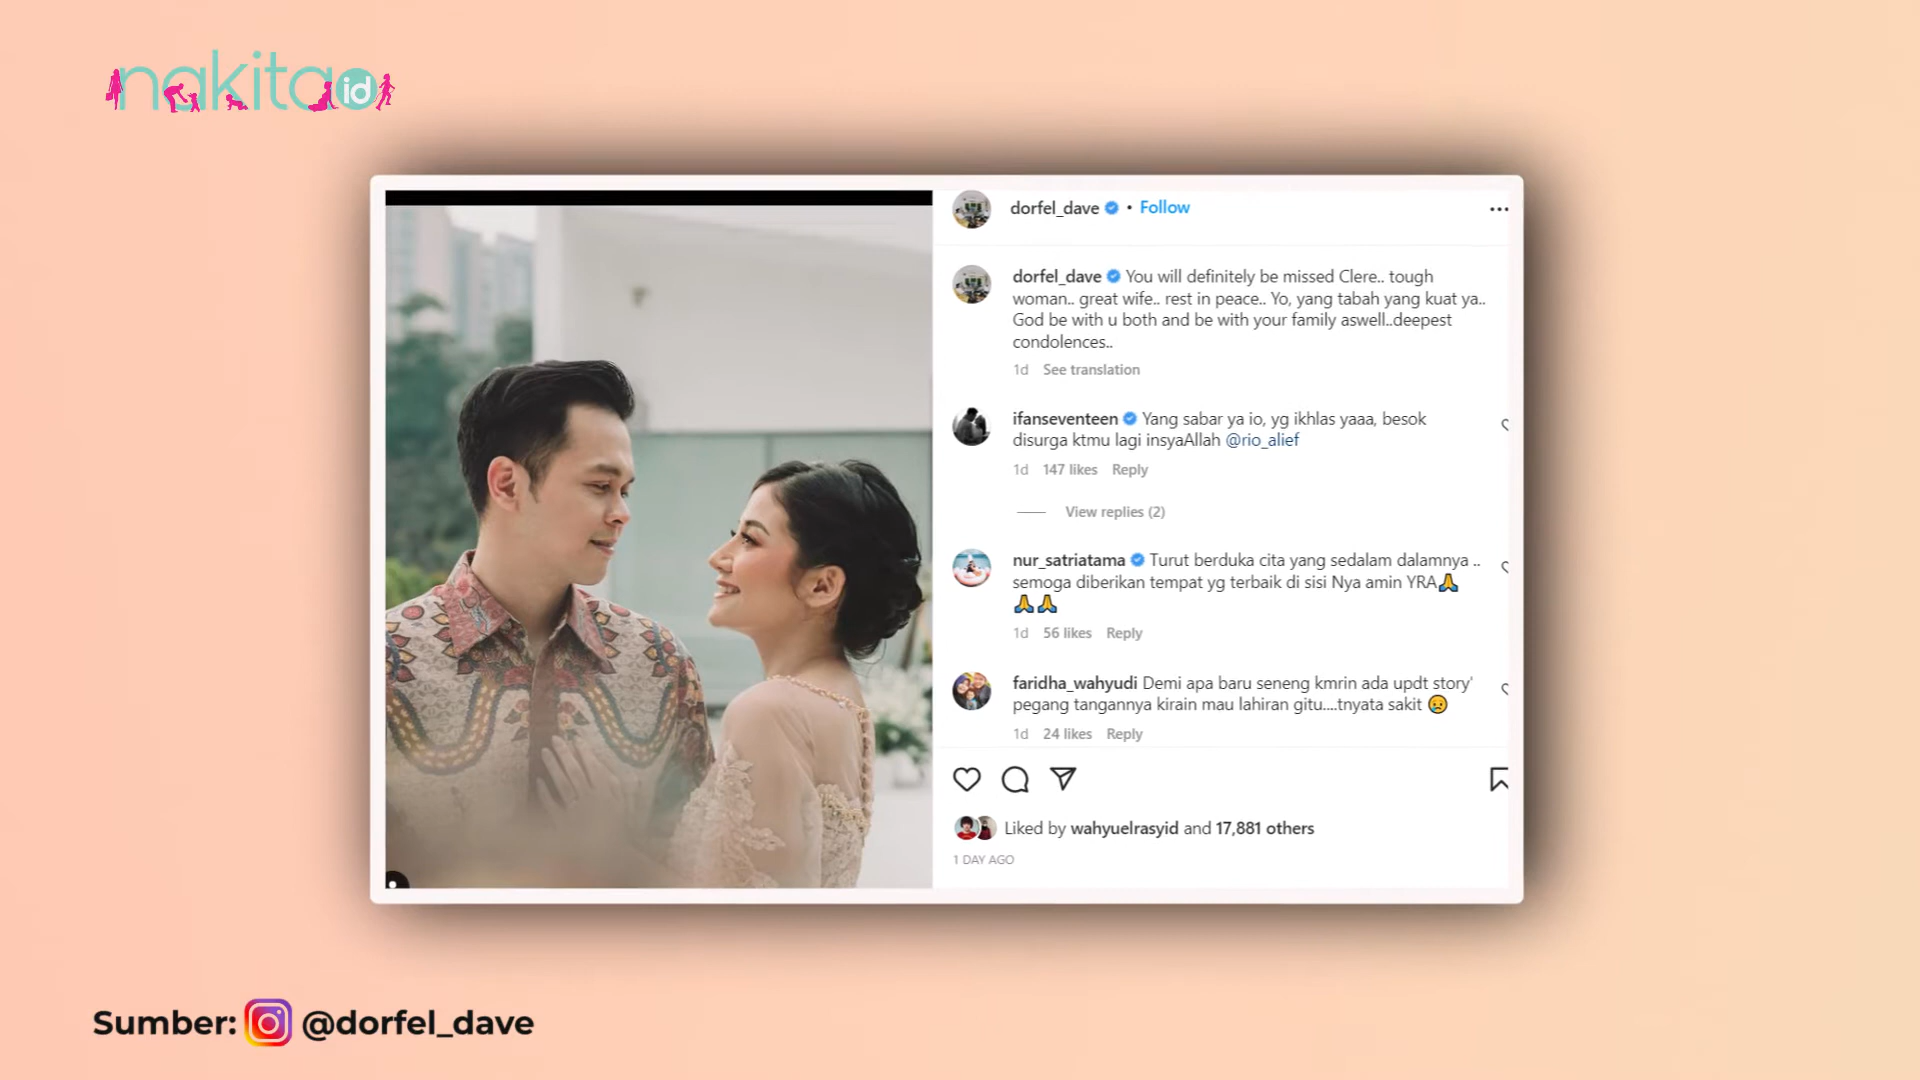 nakita id
dorfel_dave • Follow
dorfel_dave You will definitely be missed Clere.. tough
woman.. great wife.. rest in peace.. Yo, yang tabah yang kuat ya..
God be with u both and be with your family aswell..deepest
condolences..
1d See translation
ifanseventeen Yang sabar ya io, yg ikhlas yaaa, besok
disurga ktmu lagi insyaAllah @rio_alief
1d 147 likes Reply
View replies (2)
nur_satriatama Turut berduka cita yang sedalam dalamnya ..
semoga diberikan tempat yg terbaik di sisi Nya amin YRA🙏
🙏🙏
1d 56 likes Reply
faridha_wahyudi Demi apa baru seneng kmrin ada updt story'
pegang tangannya kirain mau lahiran gitu....tnyata sakit 😥
1d 24 likes Reply
Liked by wahyuelrasyid and 17,881 others
1 DAY AGO
Sumber: @dorfel_dave